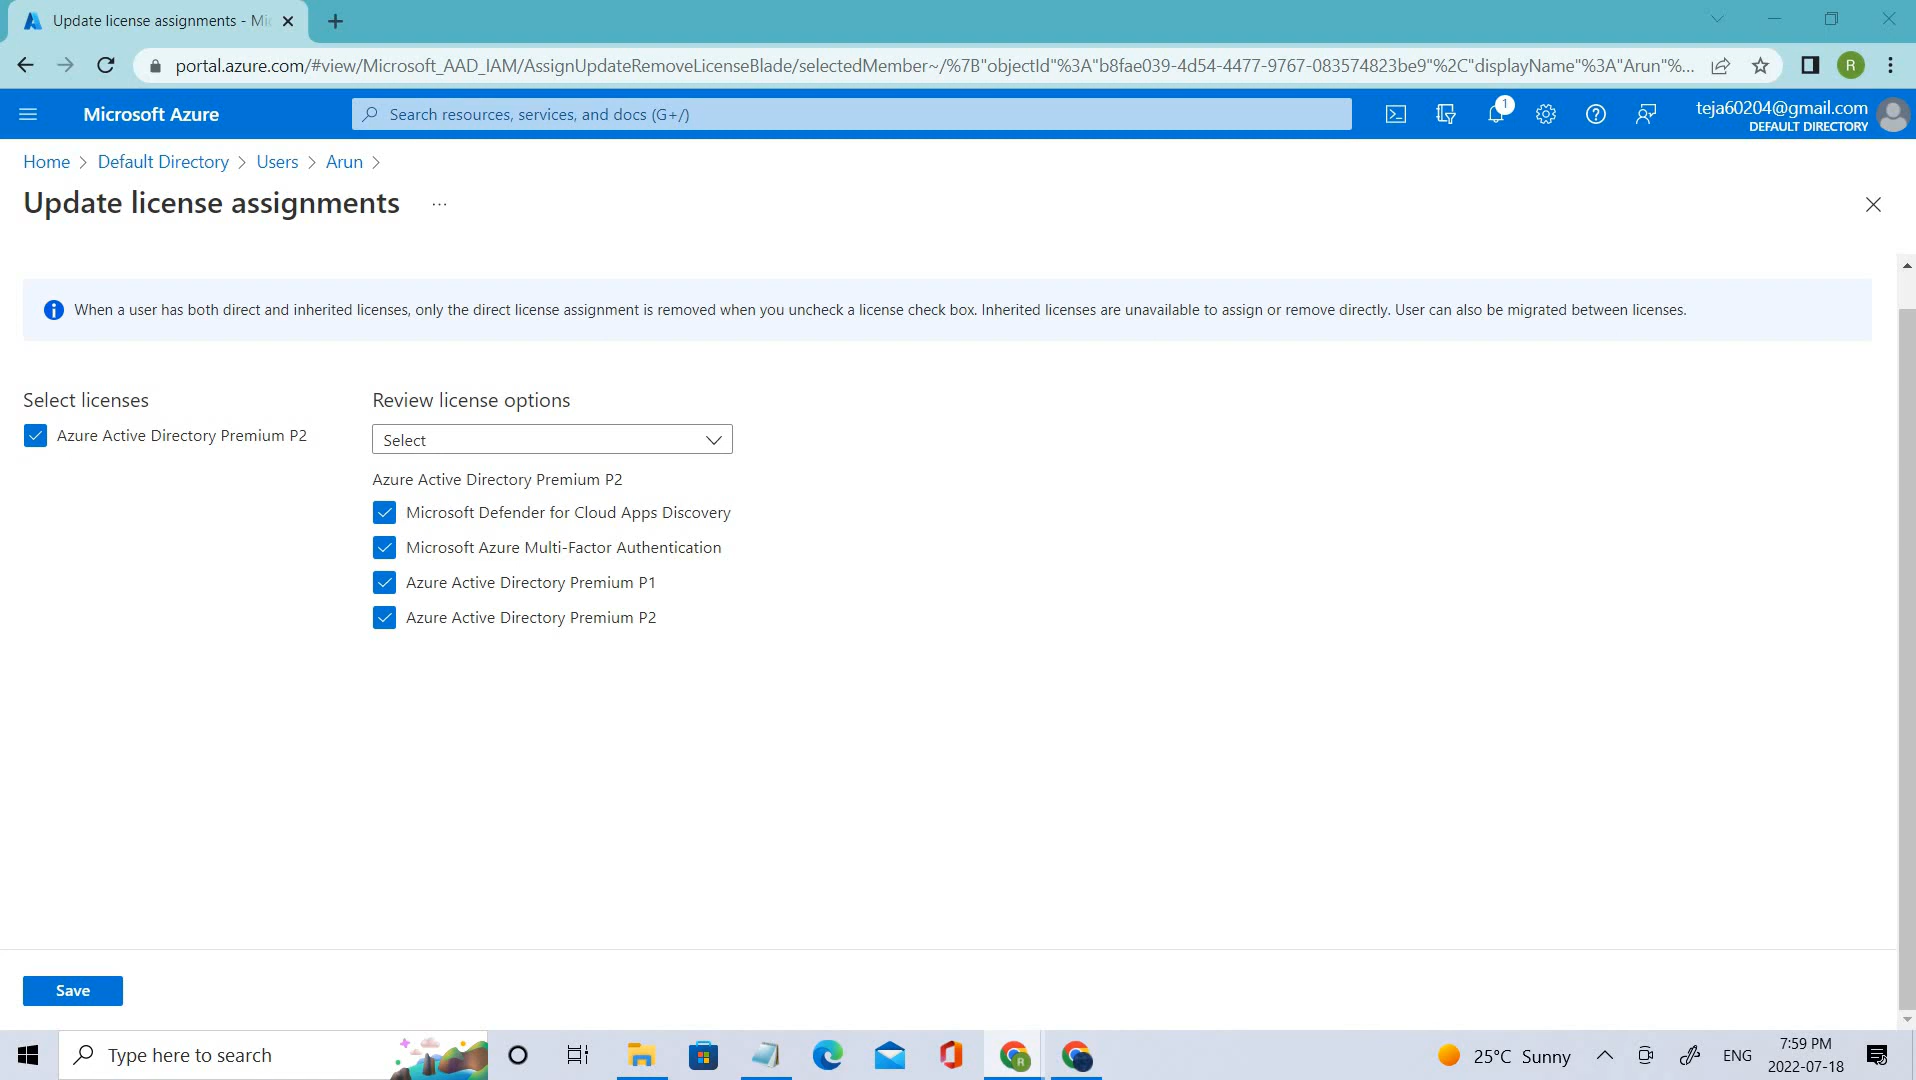 Update license assignments - Mic
portal.azure.com/#view/Microsoft_AAD_IAM/AssignUpdateRemoveLicenseBlade/selectedMember~/%7B"objectId"%3A"b8fae039-4d54-4477-9767-083574823be9"%2C"displayName"%3A"Arun"%...
R
Microsoft Azure
Search resources, services, and docs (G+/)
1
teja60204@gmail.com
DEFAULT DIRECTORY
Home > Default Directory > Users > Arun >
Update license assignments ...
When a user has both direct and inherited licenses, only the direct license assignment is removed when you uncheck a license check box. Inherited licenses are unavailable to assign or remove directly. User can also be migrated between licenses.
Select licenses
Azure Active Directory Premium P2
Review license options
Select
Azure Active Directory Premium P2
Microsoft Defender for Cloud Apps Discovery
Microsoft Azure Multi-Factor Authentication
Azure Active Directory Premium P1
Azure Active Directory Premium P2
Save
Type here to search
R
25°C Sunny
ENG
7:59 PM
2022-07-18